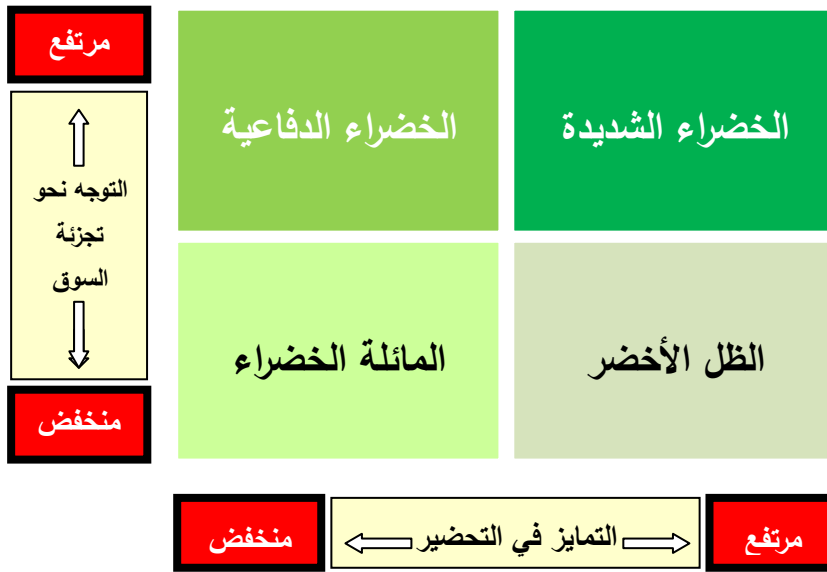 مرتفع
الخضراء الشديدة
الخضراء الدفاعية
التوجه نحو
تجزئة
السوق
الظل الأخضر
المائلة الخضراء
منخفض
مرتفع
التمايز في التحضير
منخفض